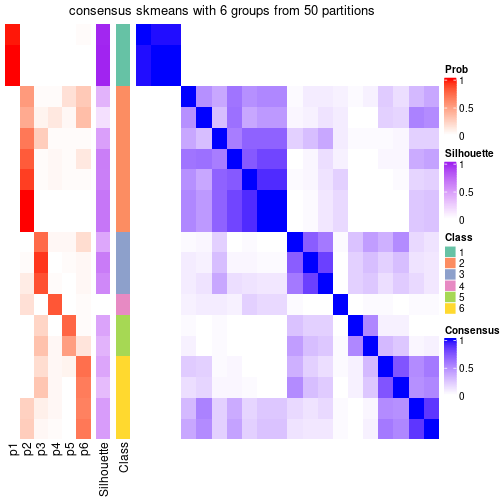 consensus skmeans with 6 groups from 50 partitions
p1
p2
p3
p4
p5
p6
Silhouette
Class
Prob
1
0.5
0
Silhouette
1
0.5
0
Class
1
2
3
4
5
6
Consensus
1
0.5
0